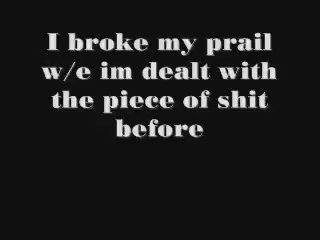 I broke my prail
w/e im dealt with
the piece of shit
before